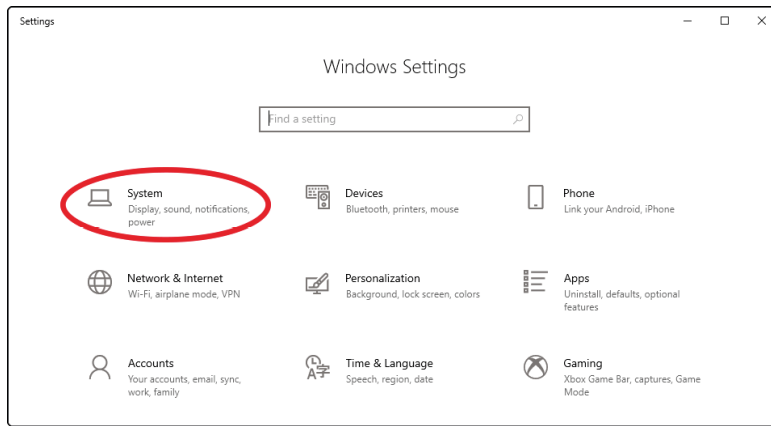 Settings
Windows Settings
Find a setting
System
Display, sound, notifications,
power
Devices
Bluetooth, printers, mouse
Phone
Link your Android, iPhone
Network & Internet
Wi-Fi, airplane mode, VPN
Personalization
Background, lock screen, colors
Apps
Uninstall, defaults, optional
features
Accounts
Your accounts, email, sync,
work, family
Time & Language
Speech, region, date
Gaming
Xbox Game Bar, captures, Game
Mode